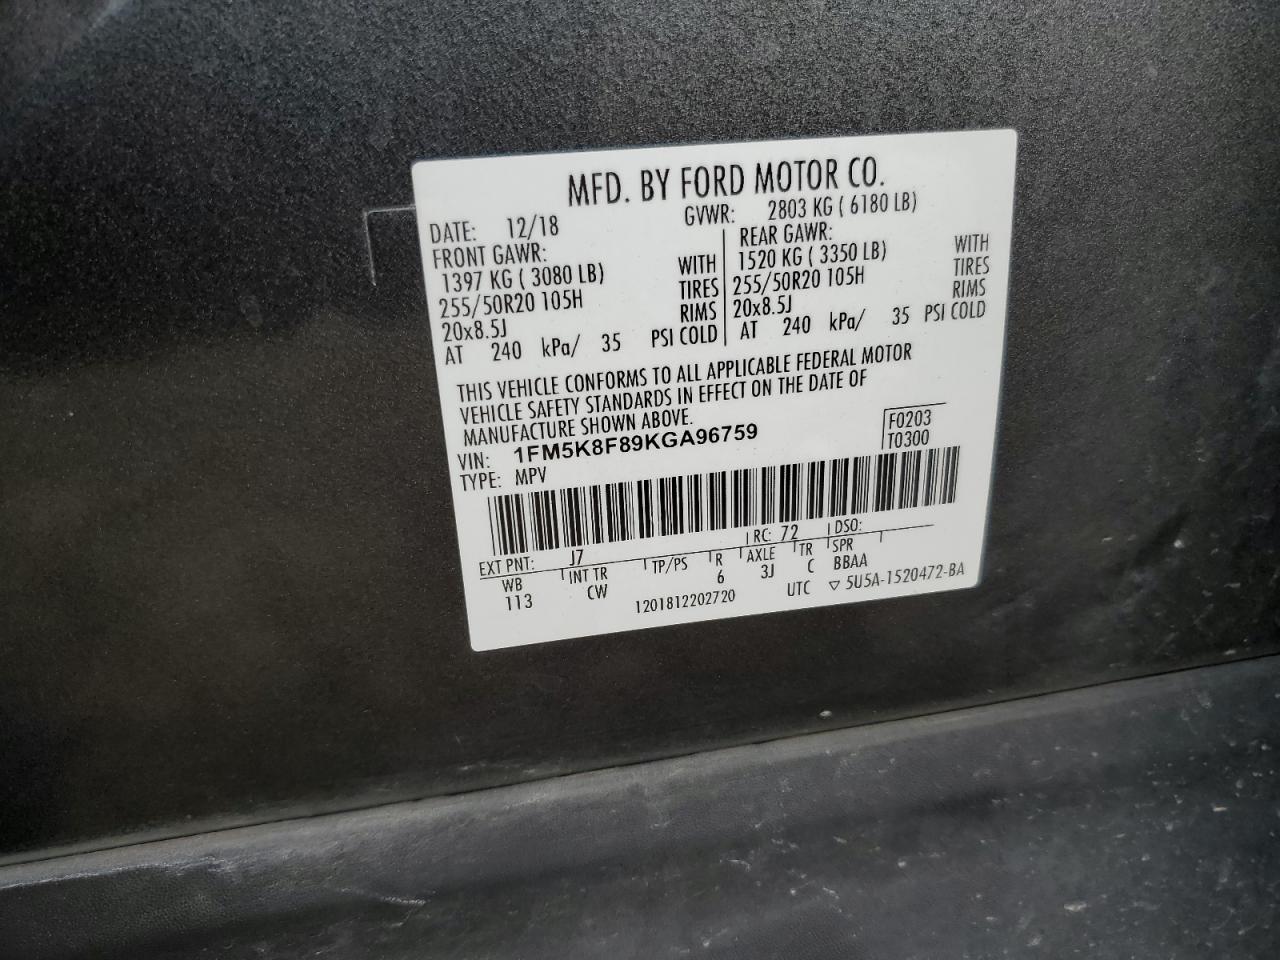 MFD. BY FORD MOTOR CO.
DATE: 12/18 GVWR: 2803 KG ( 6180 LB)
FRONT GAWR: REAR GAWR:
1397 KG ( 3080 LB) WITH 1520 KG ( 3350 LB) WITH
255/50R20 105H TIRES 255/50R20 105H TIRES
20x8.5J RIMS 20x8.5J RIMS
AT 240 kPa/ 35 PSI COLD AT 240 kPa/ 35 PSI COLD
THIS VEHICLE CONFORMS TO ALL APPLICABLE FEDERAL MOTOR
VEHICLE SAFETY STANDARDS IN EFFECT ON THE DATE OF
MANUFACTURE SHOWN ABOVE.
VIN: 1FM5K8F89KGA96759 F0203
TYPE: MPV T0300
EXT PNT: J7 RC: 72 DSO:
WB INT TR TP/PS R AXLE TR SPR
113 CW 6 3J C BBAA
1201812202720 UTC ▽ 5U5A-1520472-BA